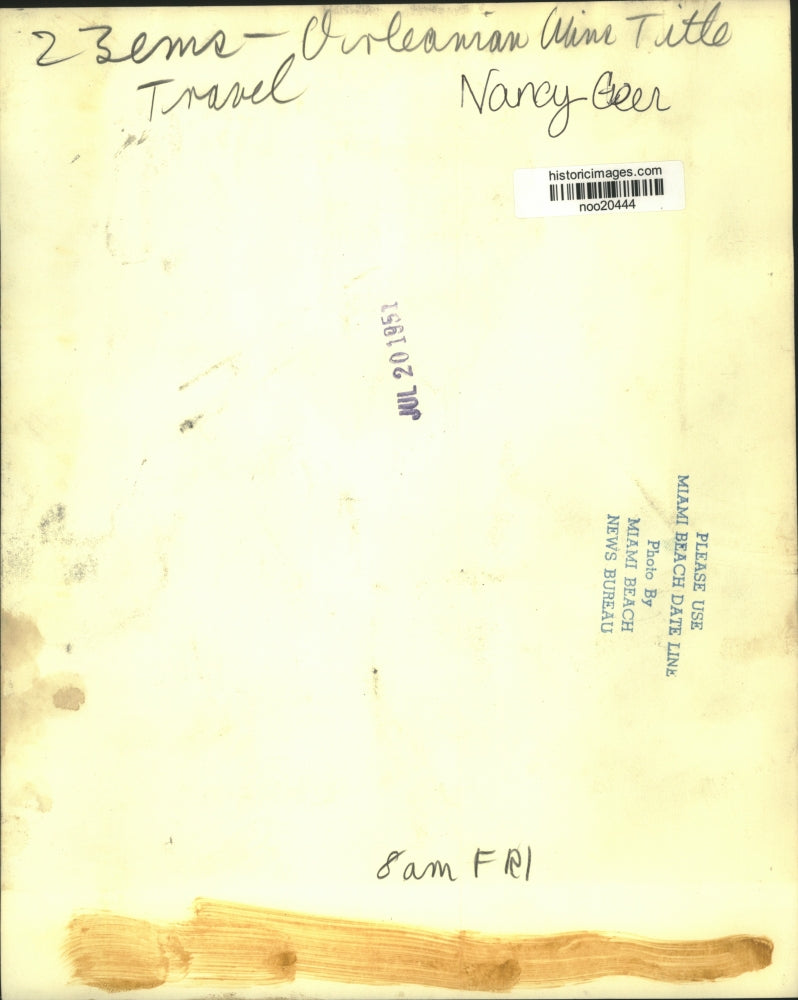 23ems - Orleanian Wins Title
Travel
Nancy Geer
historicimages.com
noo20444
JUL 20 1951
PLEASE USE
MIAMI BEACH DATE LINE
Photo By
MIAMI BEACH
NEWS BUREAU
8am FRI